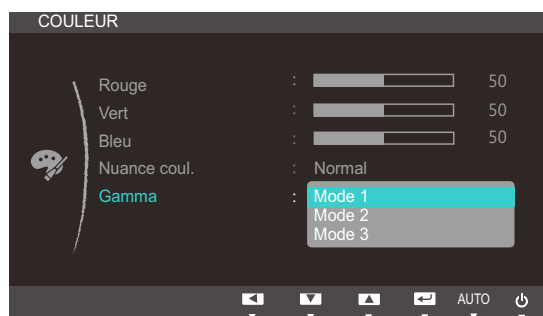 COULEUR
Rouge : 50
Vert : 50
Bleu : 50
Nuance coul. : Normal
Gamma : Mode 1
Mode 2
Mode 3
AUTO